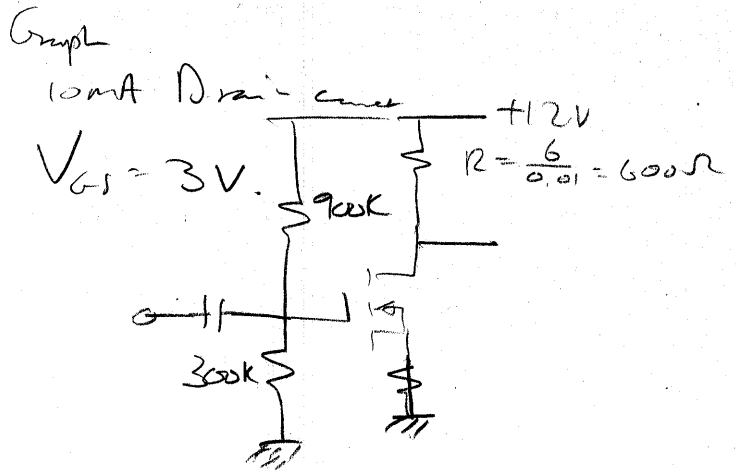 Graph
10mA Drain current
+12V
VGS = 3V.
R = 6/0.01 = 600Ω
900K
300K